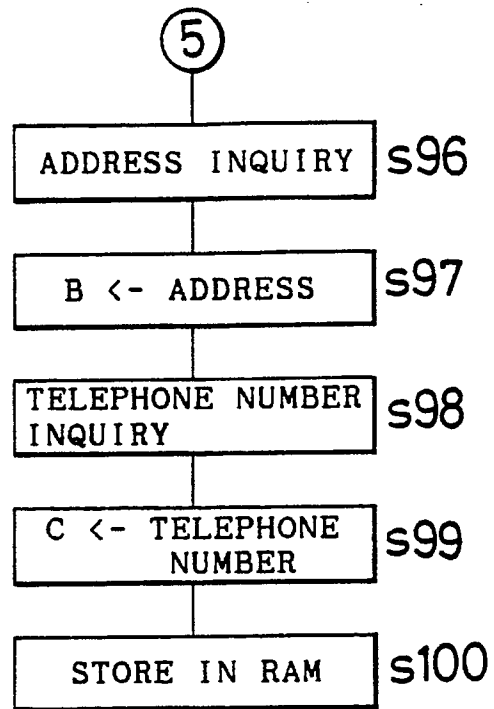 5
ADDRESS INQUIRY s96
B <- ADDRESS s97
TELEPHONE NUMBER
INQUIRY s98
C <- TELEPHONE
NUMBER s99
STORE IN RAM s100